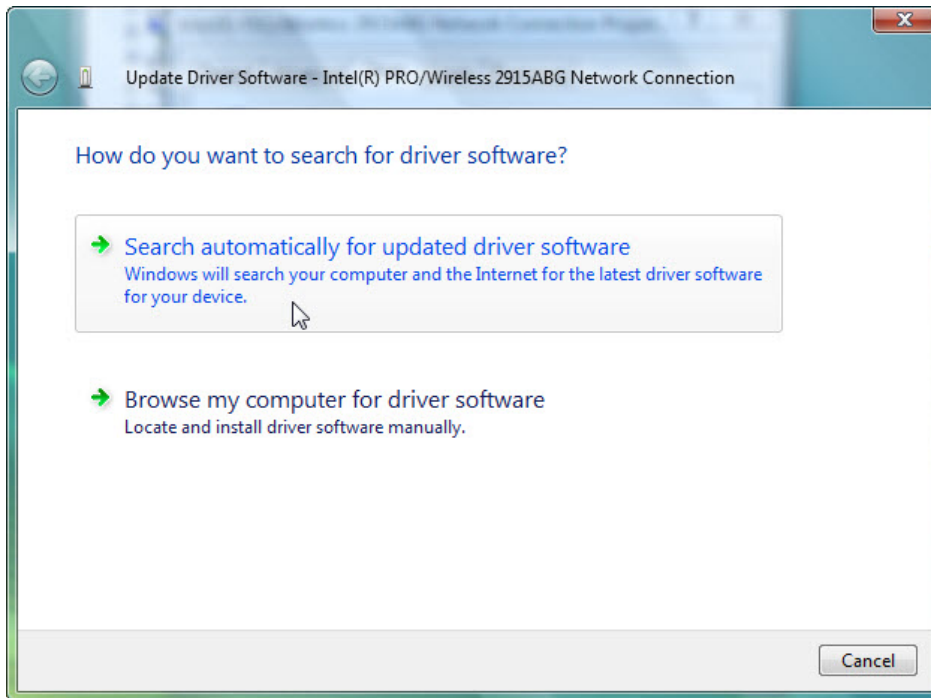 Update Driver Software - Intel(R) PRO/Wireless 2915ABG Network Connection
How do you want to search for driver software?
Search automatically for updated driver software
Windows will search your computer and the Internet for the latest driver software
for your device.
Browse my computer for driver software
Locate and install driver software manually.
Cancel